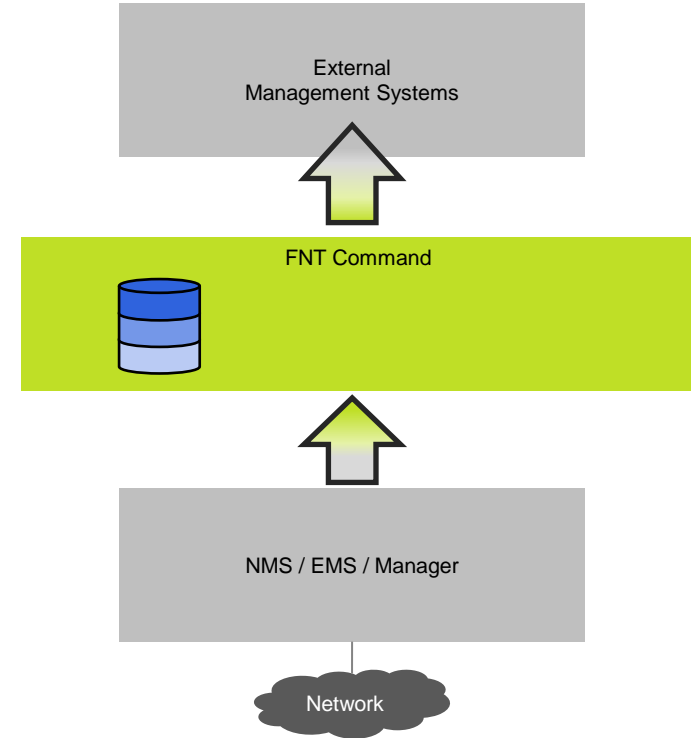 External
Management Systems
FNT Command
NMS / EMS / Manager
Network